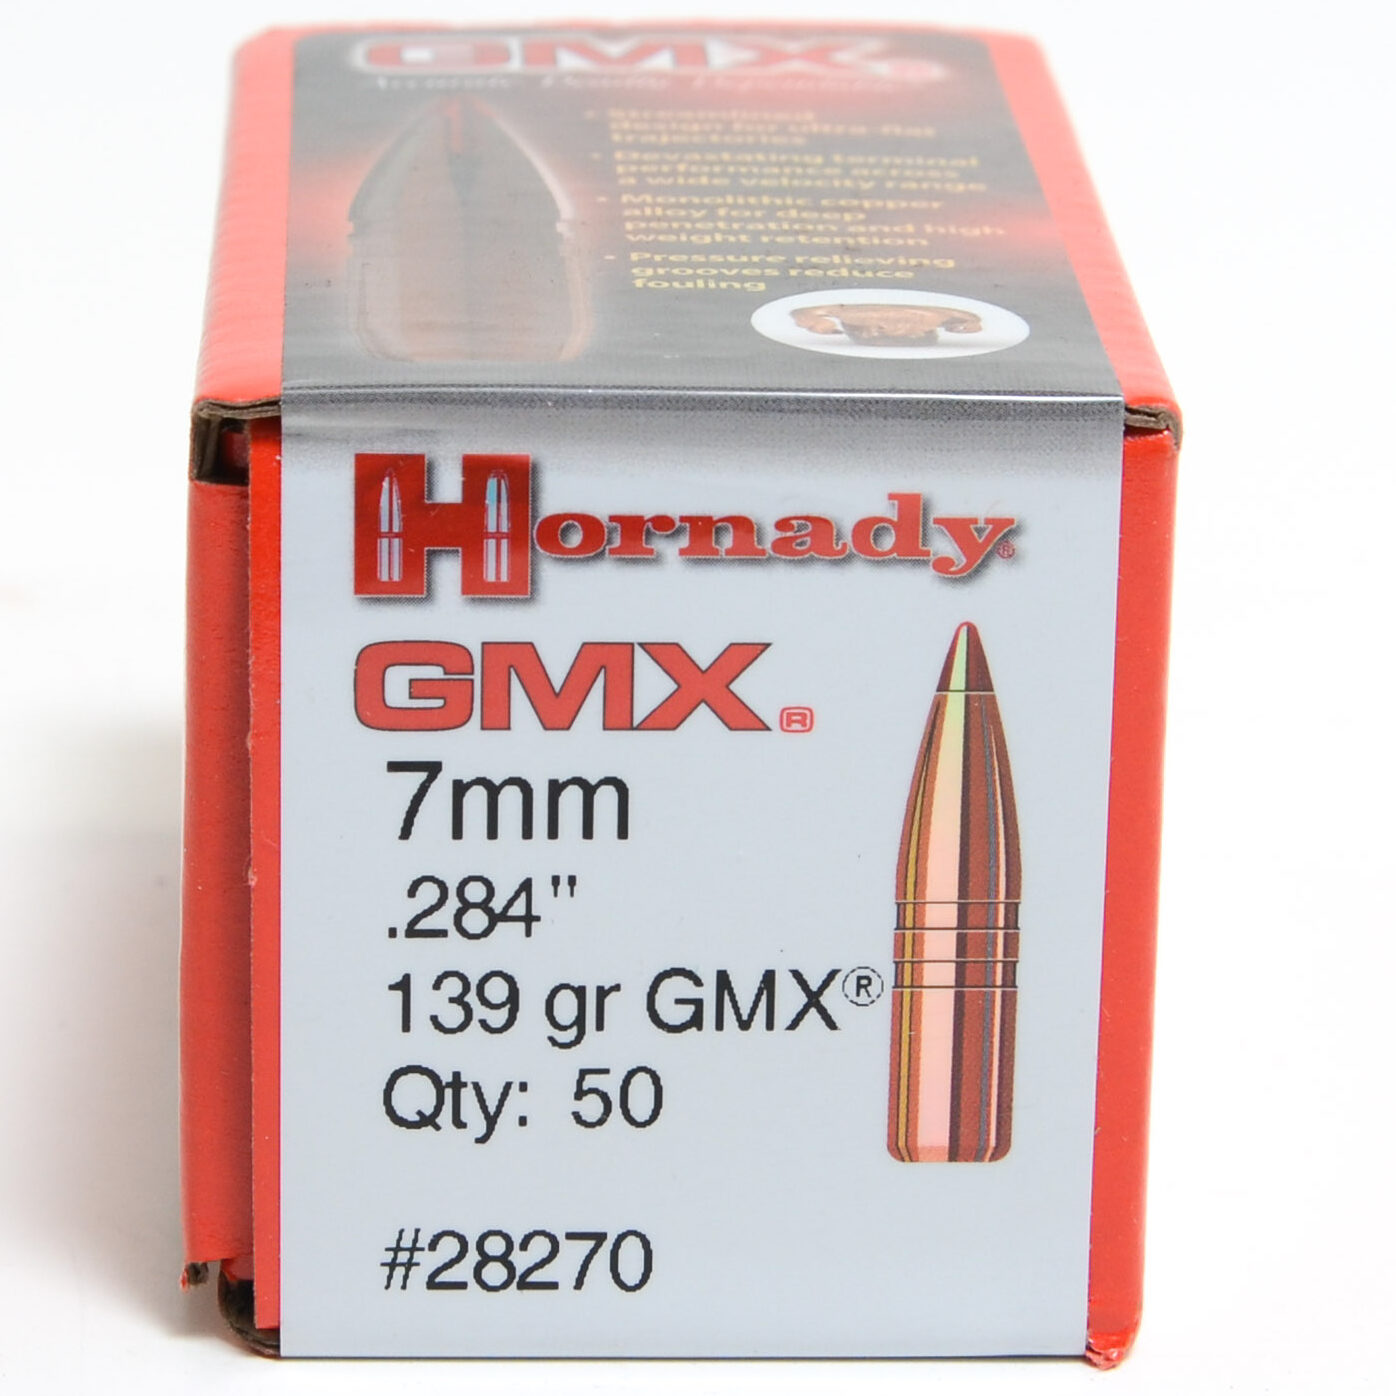 GMX®
• Streamlined
design for ultra-flat
trajectories
• Devastating terminal
performance across
a wide velocity range
• Monolithic copper
alloy for deep
penetration and high
weight retention
• Pressure relieving
grooves reduce
fouling
Hornady®
GMX®
7mm
.284"
139 gr GMX®
Qty: 50
#28270